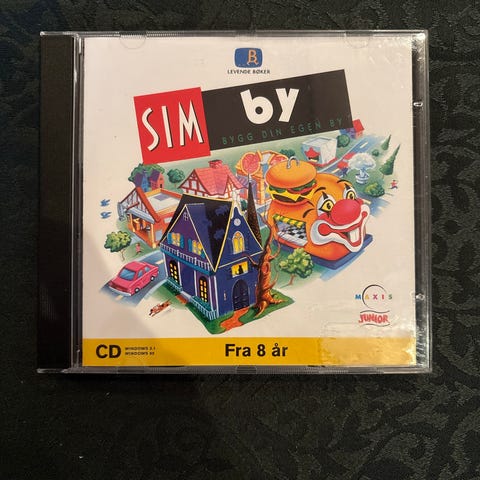 LEVENDE BØKER
SIM by
BYGG DIN EGEN BY
MAXIS
JUNIOR
CD WINDOWS 3.1
WINDOWS 95
Fra 8 år